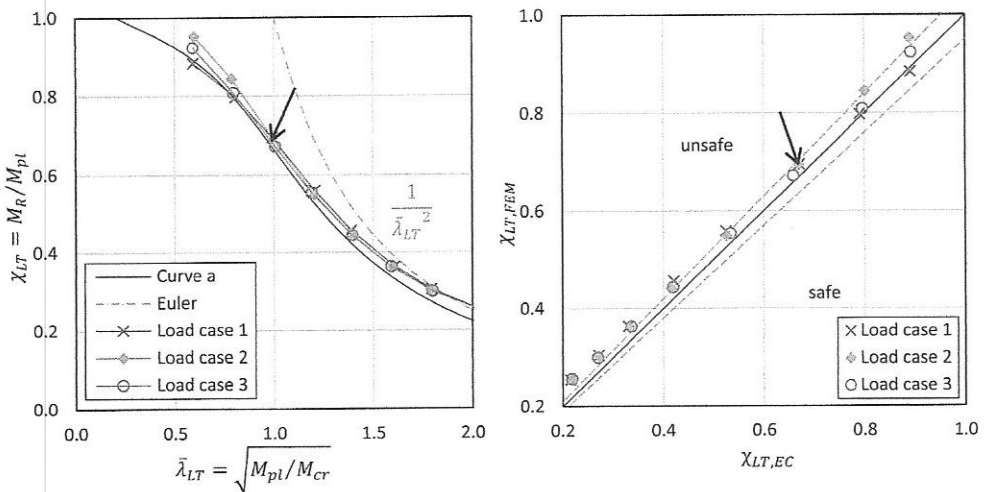 1.0
0.8
0.6
0.4
0.2
0.0
χLT = MR/Mpl
0.0 0.5 1.0 1.5 2.0
λ̄LT = √Mpl/Mcr
1
λ̄LT²
Curve a
Euler
Load case 1
Load case 2
Load case 3
1.0
0.8
0.6
0.4
0.2
χLT,FEM
0.2 0.4 0.6 0.8 1.0
χLT,EC
unsafe
safe
Load case 1
Load case 2
Load case 3